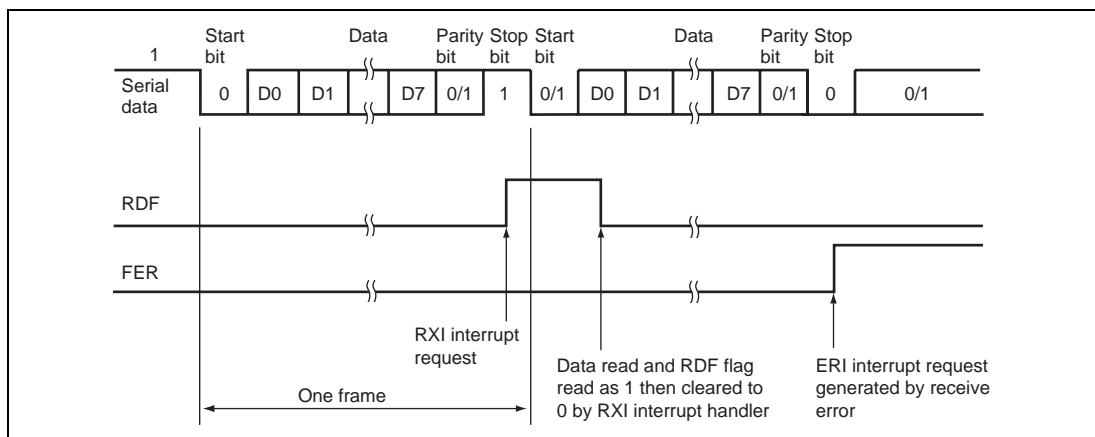 Start bit
Data
Parity bit
Stop bit
Start bit
Data
Parity bit
Stop bit
1
Serial data
0
D0
D1
D7
0/1
1
0/1
D0
D1
D7
0/1
0
0/1
RDF
FER
RXI interrupt
request
Data read and RDF flag
read as 1 then cleared to
0 by RXI interrupt handler
ERI interrupt request
generated by receive
error
One frame